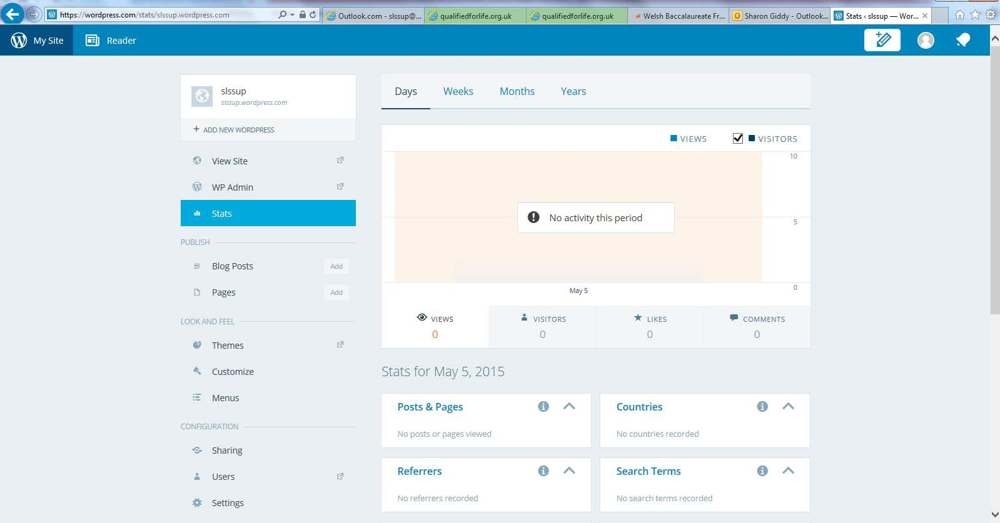 https://wordpress.com/stats/slssup.wordpress.com
Outlook.com - slssup@...
qualifiedforlife.org.uk
qualifiedforlife.org.uk
Welsh Baccalaureate Fr...
Sharon Giddy - Outlook...
Stats ‹ slssup — Wor...
My Site
Reader
slssup
slssup.wordpress.com
+ ADD NEW WORDPRESS
View Site
WP Admin
Stats
PUBLISH
Blog Posts Add
Pages Add
LOOK AND FEEL
Themes
Customize
Menus
CONFIGURATION
Sharing
Users
Settings
Days Weeks Months Years
VIEWS VISITORS
10
No activity this period
5
0
May 5
VIEWS VISITORS LIKES COMMENTS
0 0 0 0
Stats for May 5, 2015
Posts & Pages
No posts or pages viewed
Countries
No countries recorded
Referrers
No referrers recorded
Search Terms
No search terms recorded